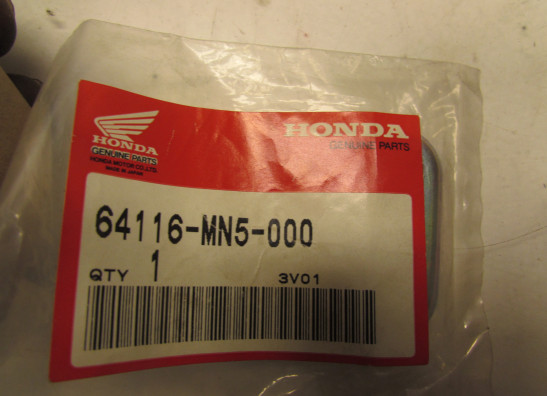 HONDA
GENUINE PARTS
HONDA MOTOR CO.,LTD.
MADE IN JAPAN
HONDA
GENUINE PARTS
64116-MN5-000
QTY 1 3V01